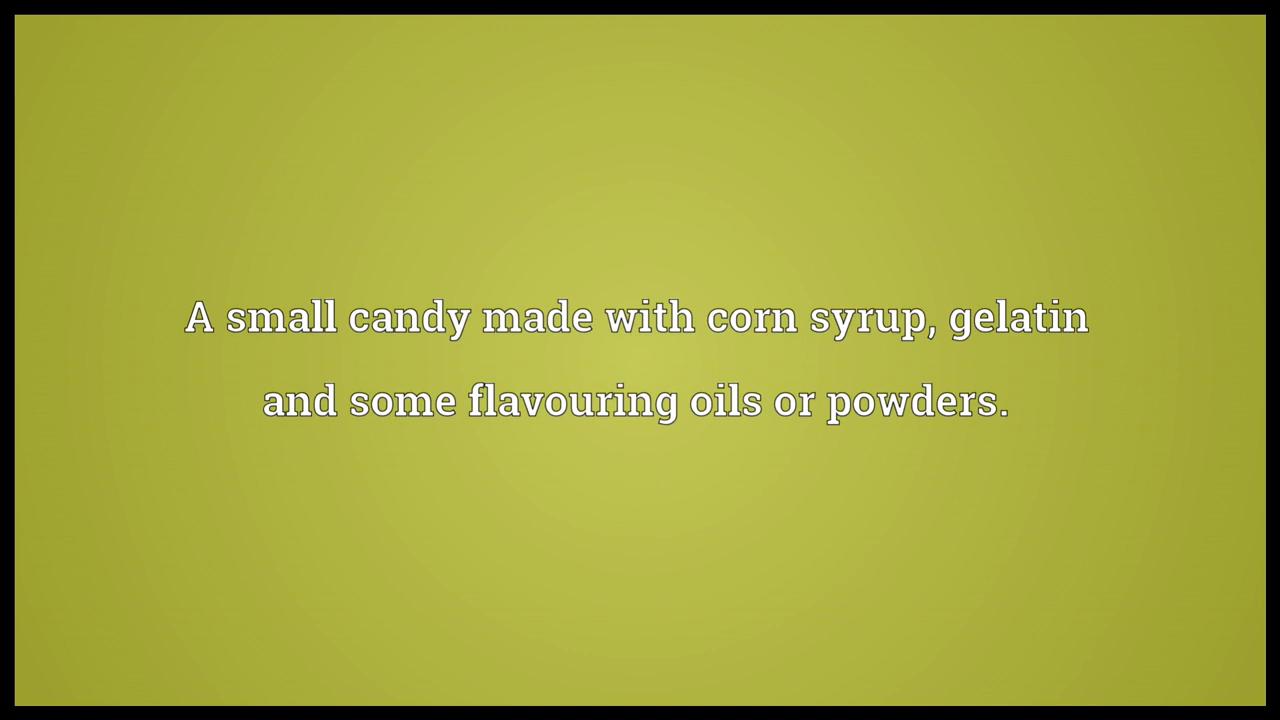 A small candy made with corn syrup, gelatin
and some flavouring oils or powders.